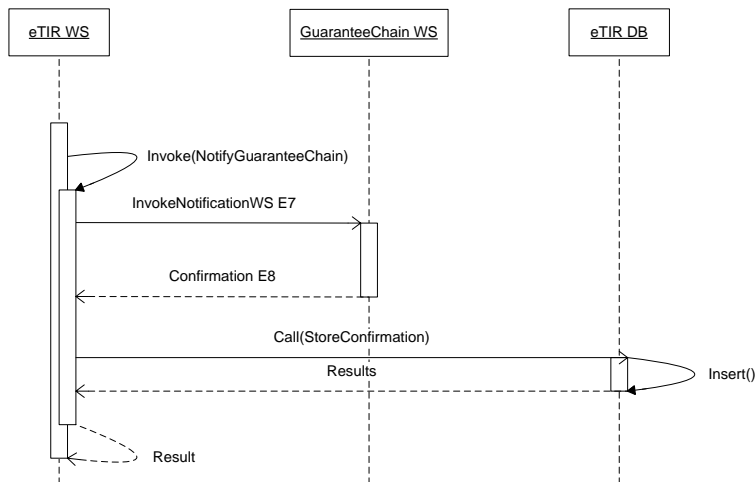 eTIR WS
GuaranteeChain WS
eTIR DB
Invoke(NotifyGuaranteeChain)
InvokeNotificationWS E7
Confirmation E8
Call(StoreConfirmation)
Results
Insert()
Result